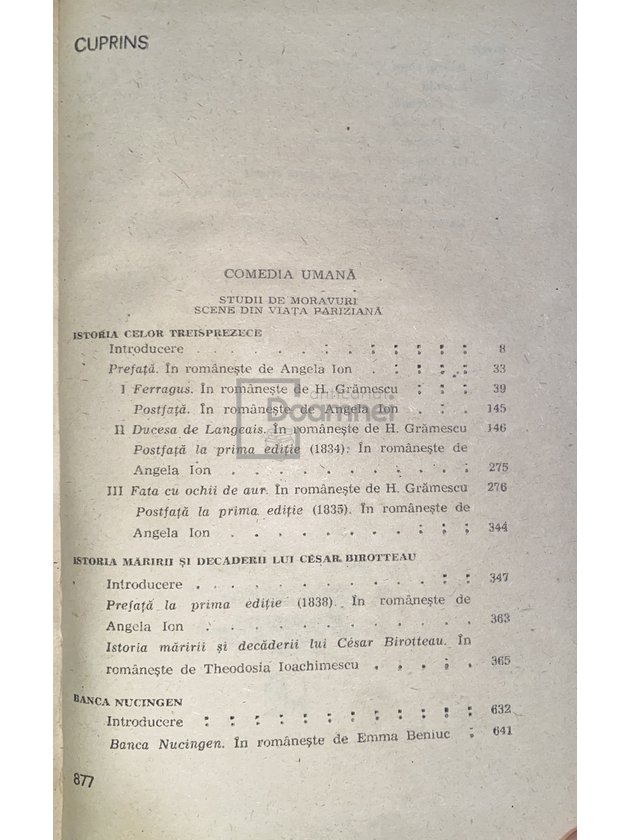 CUPRINS
COMEDIA UMANĂ
STUDII DE MORAVURI
SCENE DIN VIAȚA PARIZIANĂ
ISTORIA CELOR TREISPREZECE
Introducere 8
Prefață. În românește de Angela Ion 33
I Ferragus. În românește de H. Grămescu 39
Postfață. În românește de Angela Ion 145
II Ducesa de Langeais. În românește de H. Grămescu 146
Postfață la prima ediție (1834). În românește de
Angela Ion 275
III Fata cu ochii de aur. În românește de H. Grămescu 276
Postfață la prima ediție (1835). În românește de
Angela Ion 344
ISTORIA MĂRIRII ȘI DECĂDERII LUI CÉSAR BIROTTEAU
Introducere 347
Prefață la prima ediție (1838). În românește de
Angela Ion 363
Istoria măririi și decăderii lui César Birotteau. În
românește de Theodosia Ioachimescu 365
BANCA NUCINGEN
Introducere 632
Banca Nucingen. În românește de Emma Beniuc 641
877